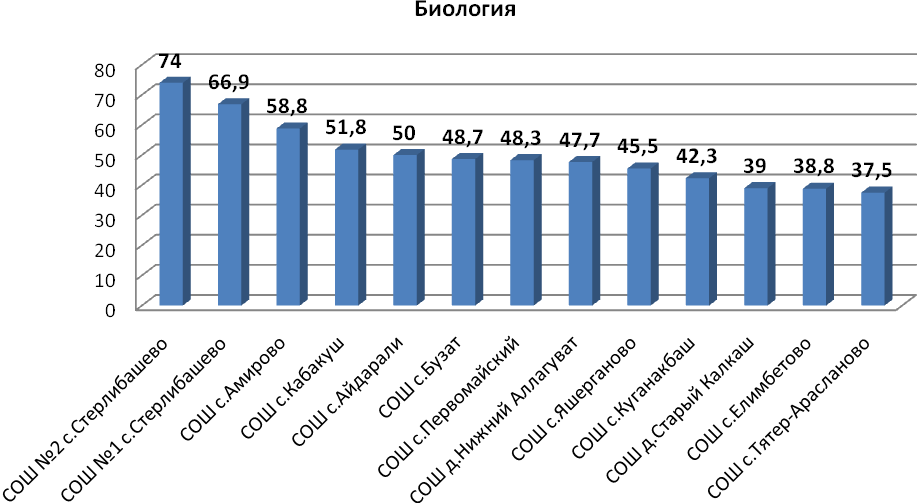 Биология
80
70
60
50
40
30
20
10
0
74
66,9
58,8
51,8
50
48,7
48,3
47,7
45,5
42,3
39
38,8
37,5
СОШ №2 с.Стерлибашево
СОШ №1 с.Стерлибашево
СОШ с.Амирово
СОШ с.Кабакуш
СОШ с.Айдарали
СОШ с.Бузат
СОШ с.Первомайский
СОШ д.Нижний Аллагуват
СОШ с.Яшерганово
СОШ с.Куганакбаш
СОШ д.Старый Калкаш
СОШ с.Елимбетово
СОШ с.Тятер-Арасланово